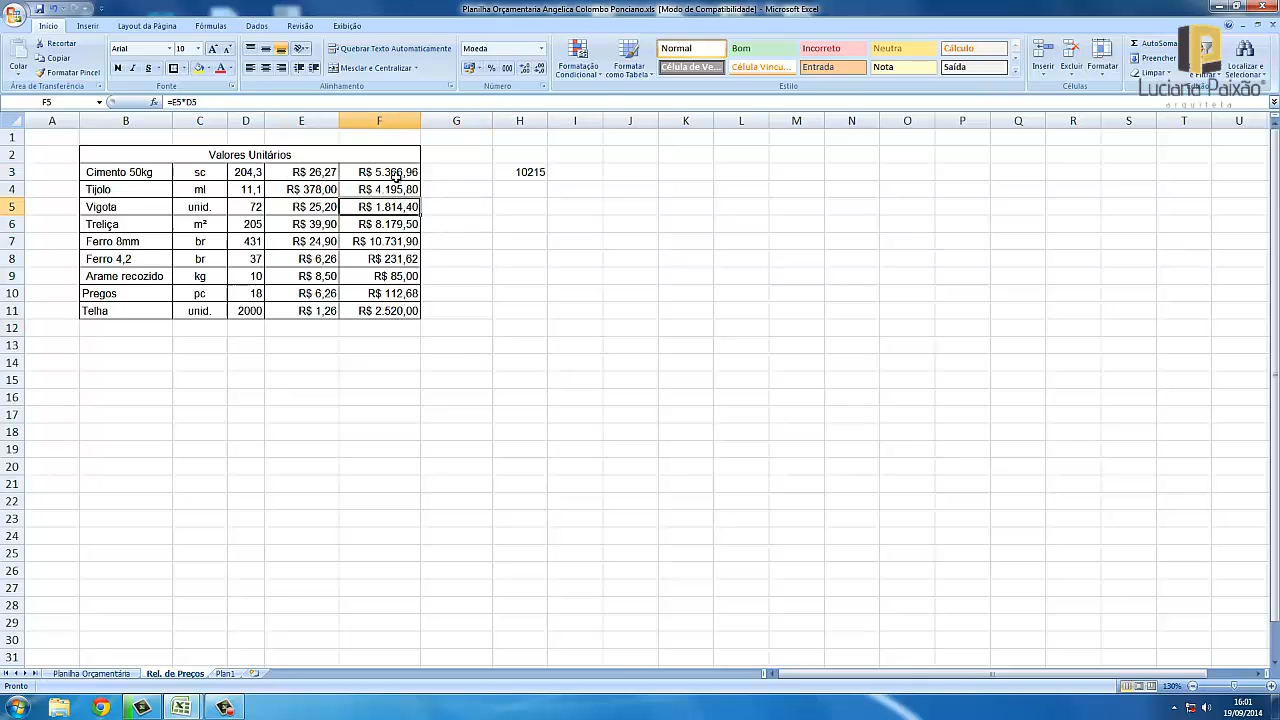 Planilha Orçamentaria Angelica Colombo Ponciano.xls [Modo de Compatibilidade] - Microsoft Excel
Início Inserir Layout da Página Fórmulas Dados Revisão Exibição
Colar
Recortar
Copiar
Formatar Pincel
Área de Transferência
Arial 10
N S A
Fonte
Quebrar Texto Automaticamente
Mesclar e Centralizar
Alinhamento
Moeda
% 000
Número
Formatação Condicional
Formatar como Tabela
Normal Bom Incorreto Neutra Cálculo
Célula de Ve... Célula Víncu... Entrada Nota Saída
Estilo
Inserir Excluir Formatar
Células
AutoSoma
Preencher
Limpar
Localizar e Selecionar
Luciana Paixão
arquiteta
F5 fx =E5*D5
A B C D E F G H I J K L M N O P Q R S T U
1
2 Valores Unitários
3 Cimento 50kg sc 204,3 R$ 26,27 R$ 5.366,96 10215
4 Tijolo ml 11,1 R$ 378,00 R$ 4.195,80
5 Vigota unid. 72 R$ 25,20 R$ 1.814,40
6 Treliça m² 205 R$ 39,90 R$ 8.179,50
7 Ferro 8mm br 431 R$ 24,90 R$ 10.731,90
8 Ferro 4,2 br 37 R$ 6,26 R$ 231,62
9 Arame recozido kg 10 R$ 8,50 R$ 85,00
10 Pregos pc 18 R$ 6,26 R$ 112,68
11 Telha unid. 2000 R$ 1,26 R$ 2.520,00
12
13
14
15
16
17
18
19
20
21
22
23
24
25
26
27
28
29
30
31
Planilha Orçamentária Rel. de Preços Plan1
Pronto 130%
16:01
19/09/2014